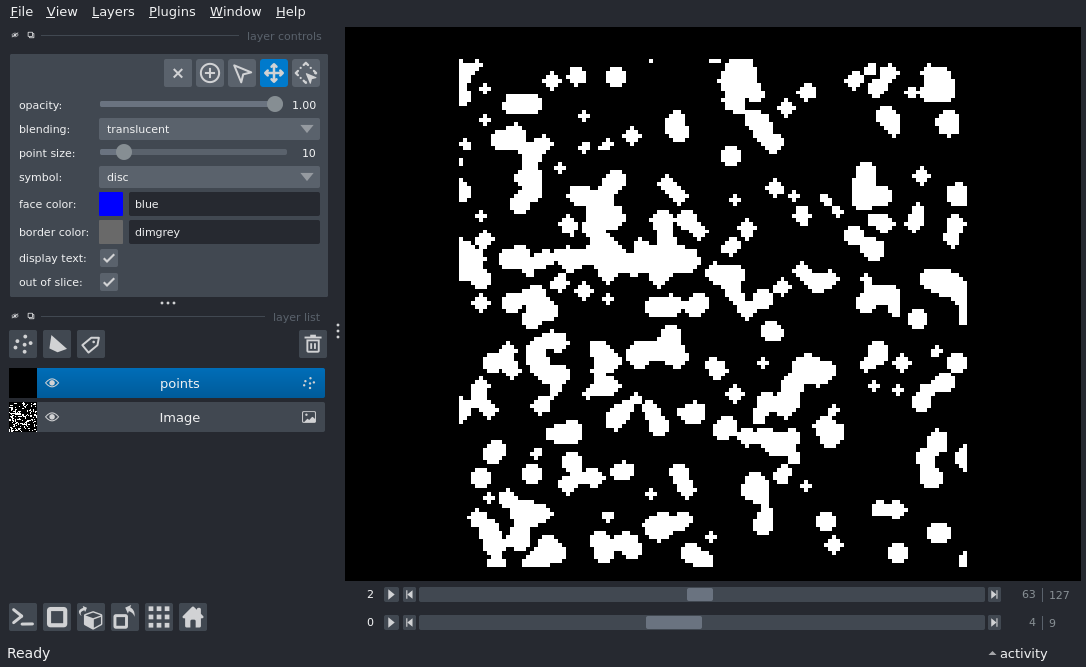 File View Layers Plugins Window Help
layer controls
opacity: 1.00
blending: translucent
point size: 10
symbol: disc
face color: blue
border color: dimgrey
display text:
out of slice:
layer list
points
Image
2 63 127
0 4 9
Ready activity